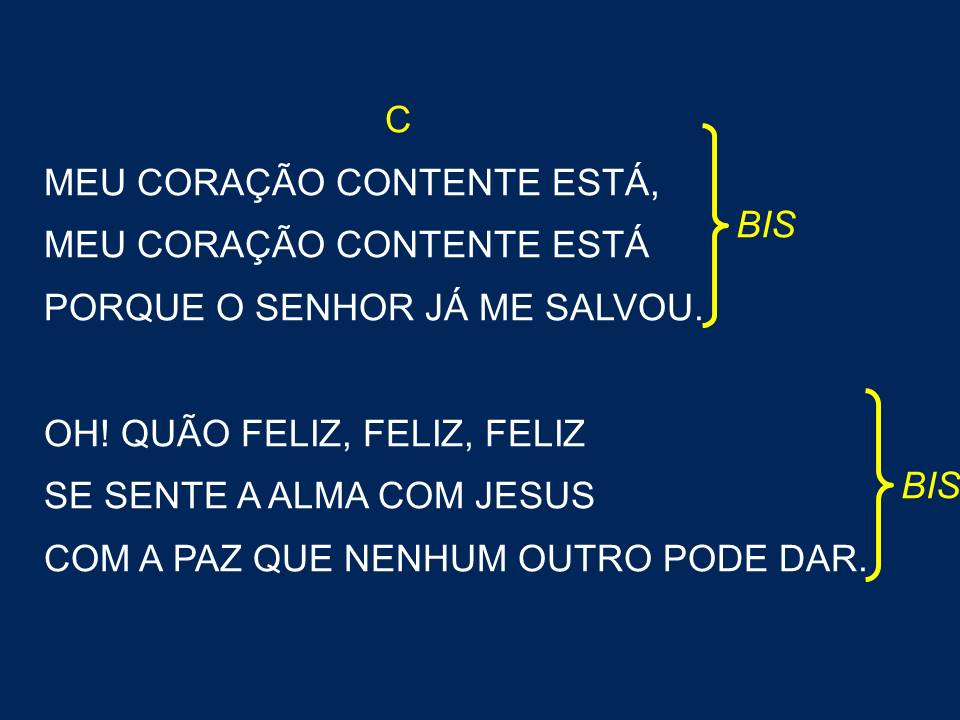 C
MEU CORAÇÃO CONTENTE ESTÁ,
MEU CORAÇÃO CONTENTE ESTÁ
PORQUE O SENHOR JÁ ME SALVOU.
BIS
OH! QUÃO FELIZ, FELIZ, FELIZ
SE SENTE A ALMA COM JESUS
COM A PAZ QUE NENHUM OUTRO PODE DAR.
BIS